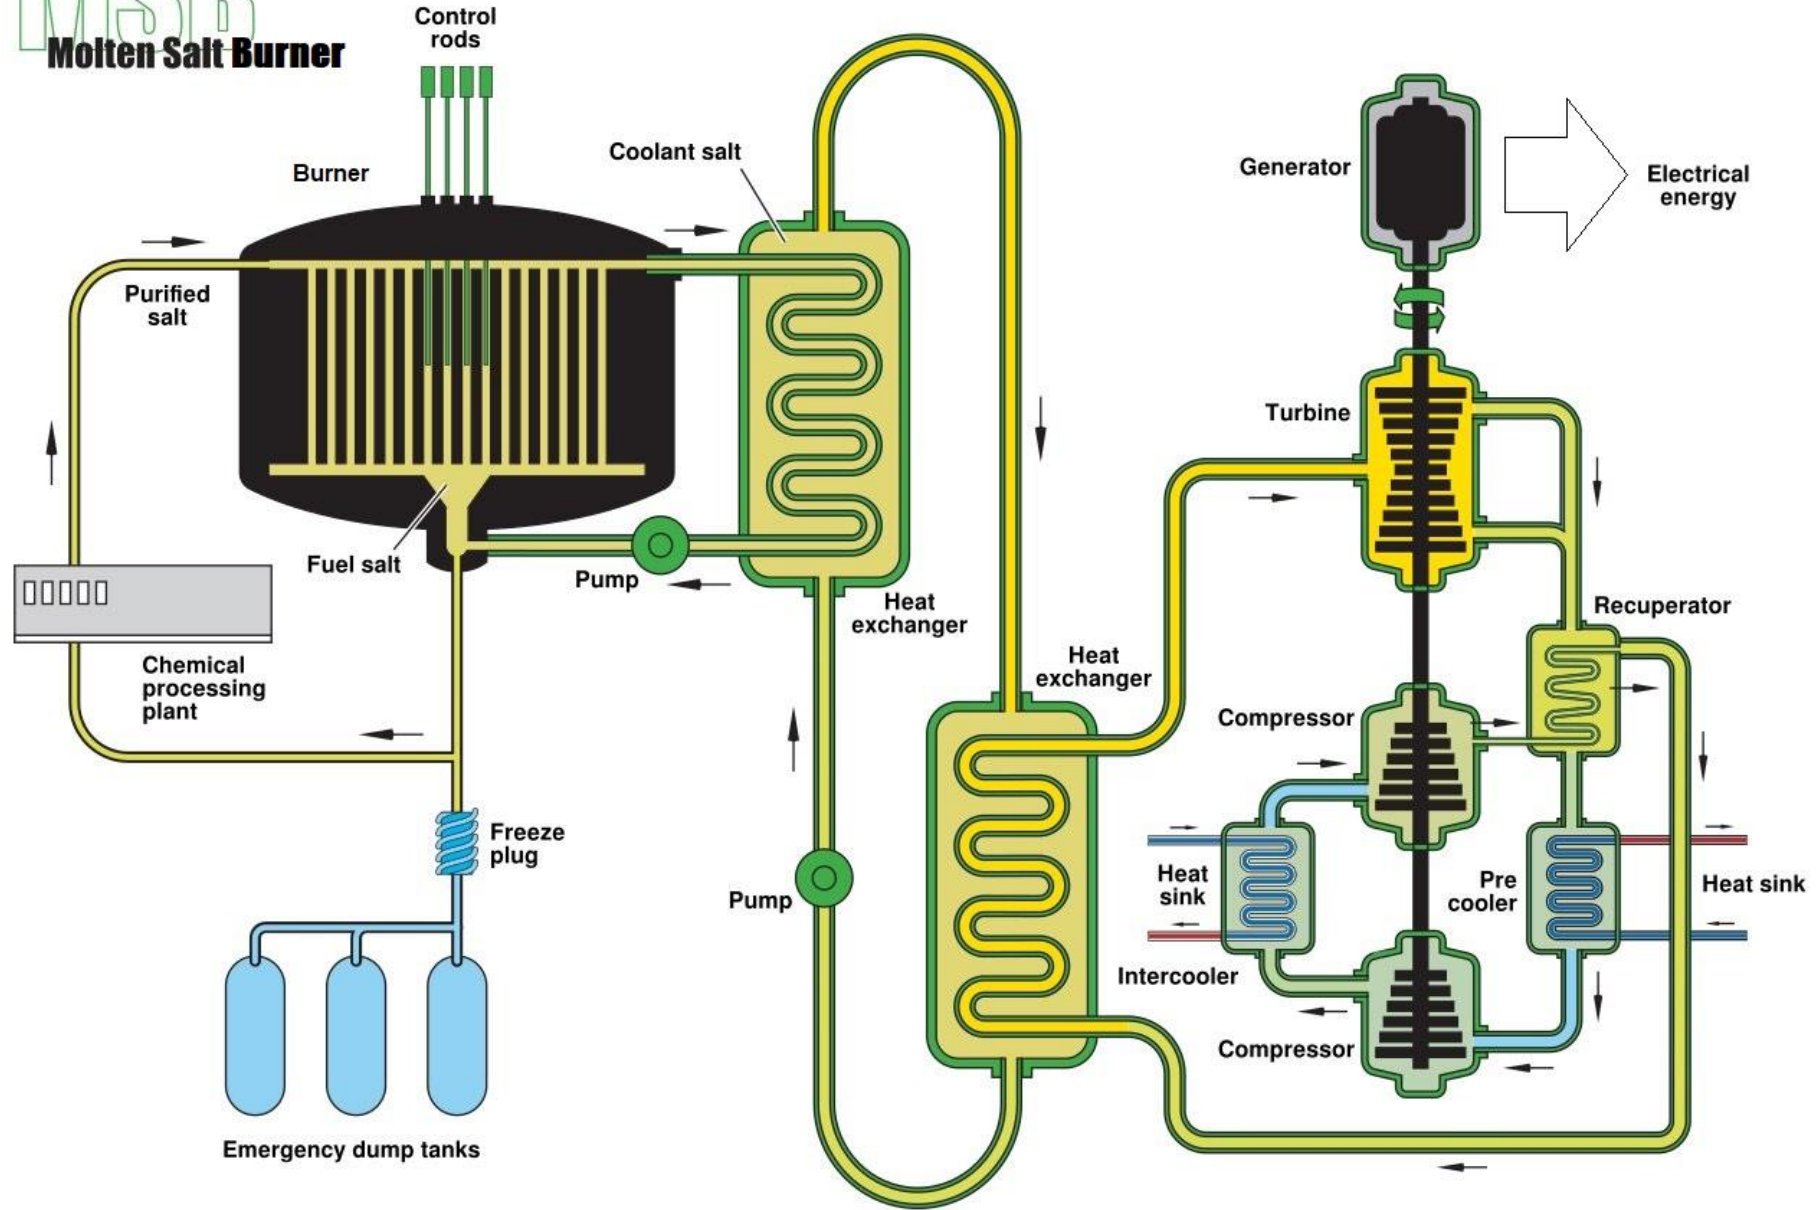 MSB
Molten Salt Burner
Control
rods
Burner
Coolant salt
Generator
Electrical
energy
Purified
salt
Turbine
Fuel salt
Pump
Heat
exchanger
Recuperator
Chemical
processing
plant
Heat
exchanger
Compressor
Freeze
plug
Pump
Heat
sink
Pre
cooler
Heat sink
Intercooler
Compressor
Emergency dump tanks